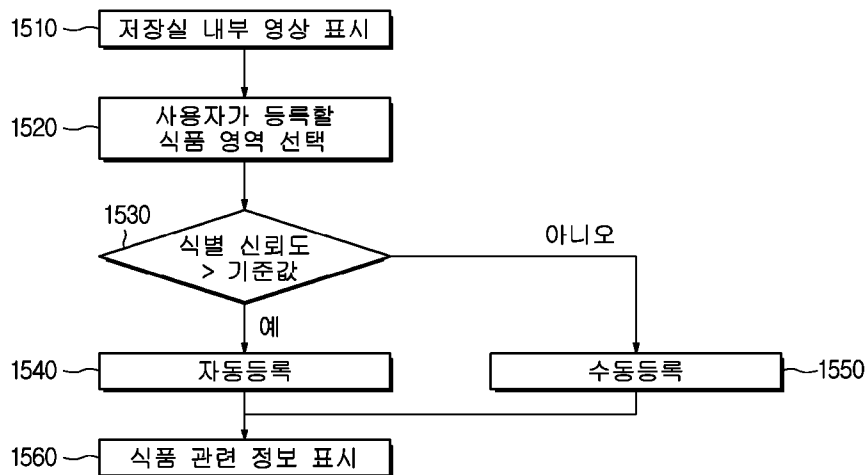 1510
저장실 내부 영상 표시
1520
사용자가 등록할
식품 영역 선택
1530
식별 신뢰도
> 기준값
아니오
예
1540
자동등록
수동등록
1550
1560
식품 관련 정보 표시